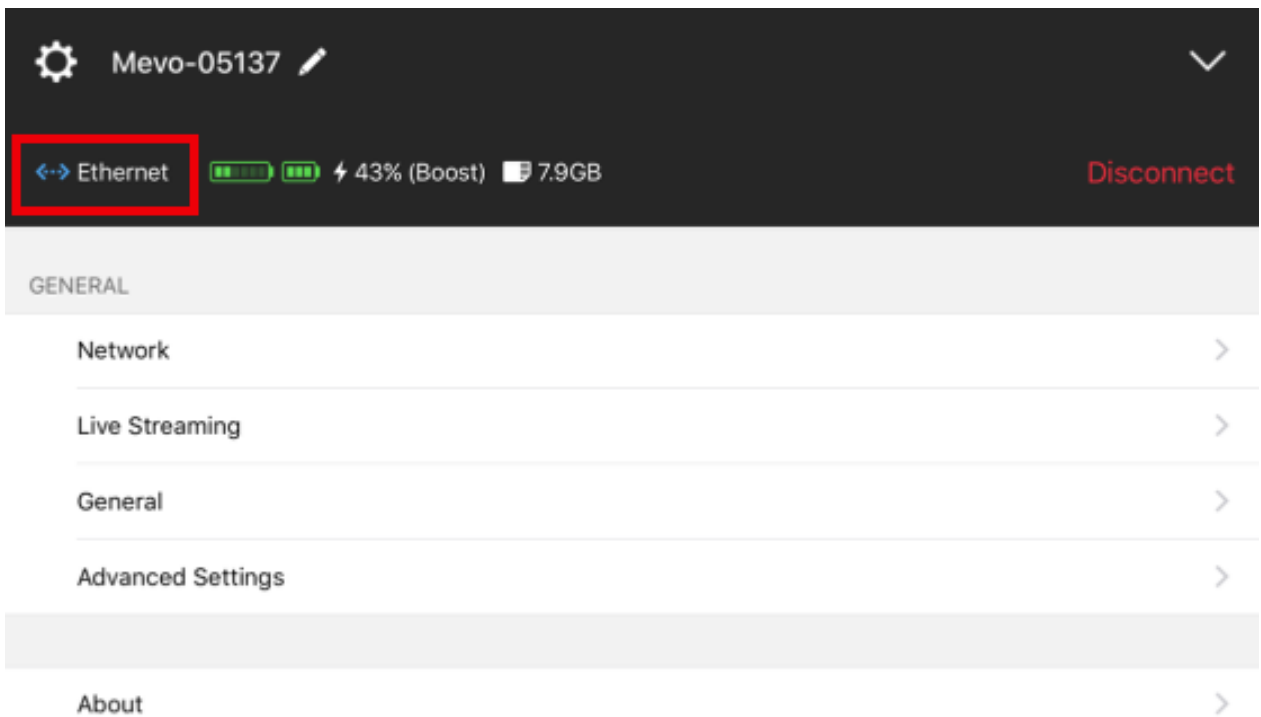 Mevo-05137
Ethernet 43% (Boost) 7.9GB Disconnect
GENERAL
Network
Live Streaming
General
Advanced Settings
About